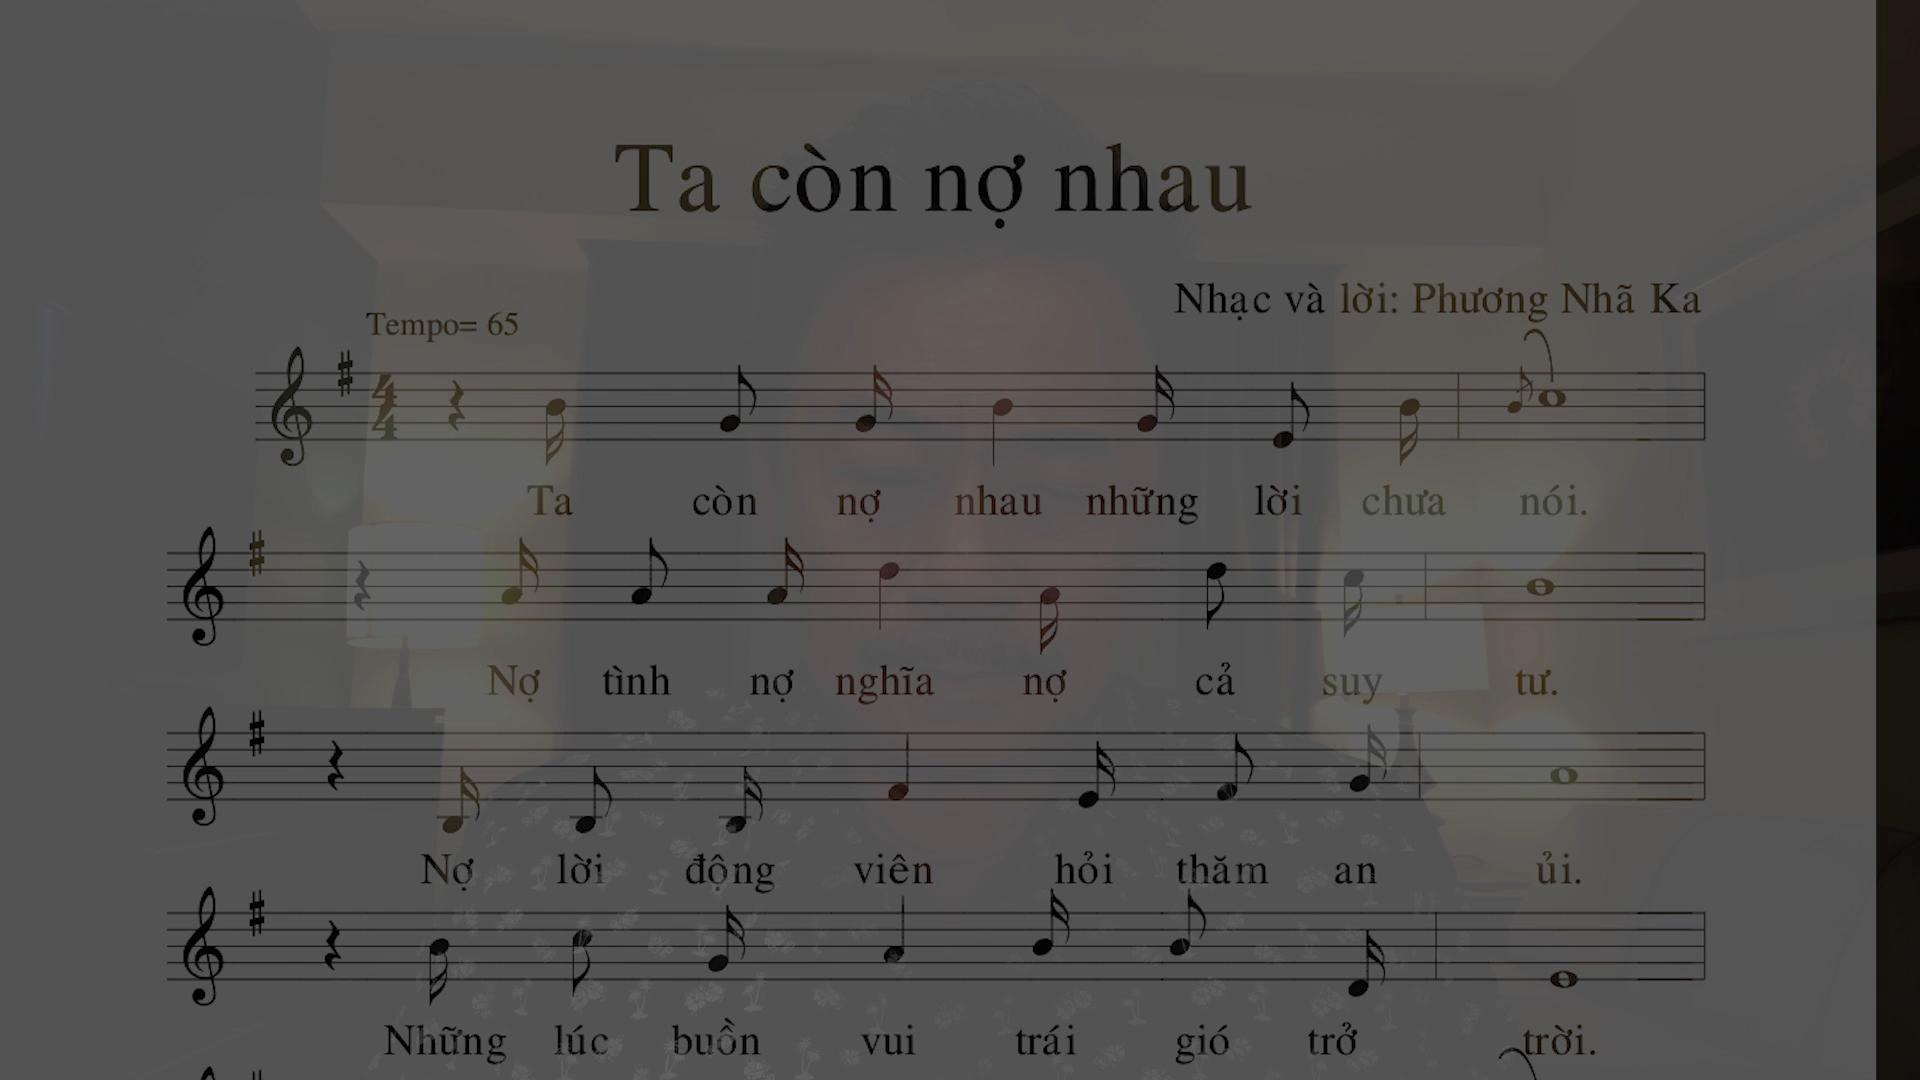 Ta còn nợ nhau
Nhạc và lời: Phương Nhã Ka
Tempo= 65
4
4
Ta còn nợ nhau những lời chưa nói.
Nợ tình nợ nghĩa nợ cả suy tư.
Nợ lời động viên hỏi thăm an ủi.
Những lúc buồn vui trái gió trở trời.